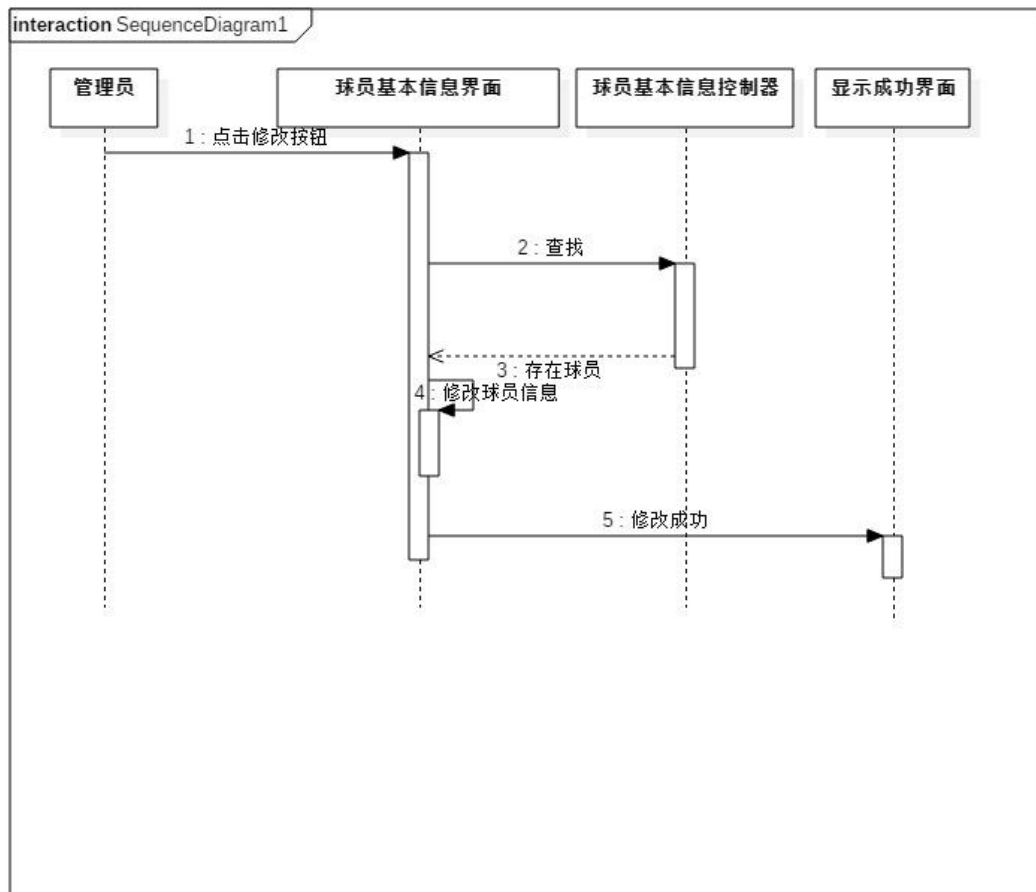 interaction SequenceDiagram1
管理员
球员基本信息界面
球员基本信息控制器
显示成功界面
1 : 点击修改按钮
2 : 查找
3 : 存在球员
4 : 修改球员信息
5 : 修改成功